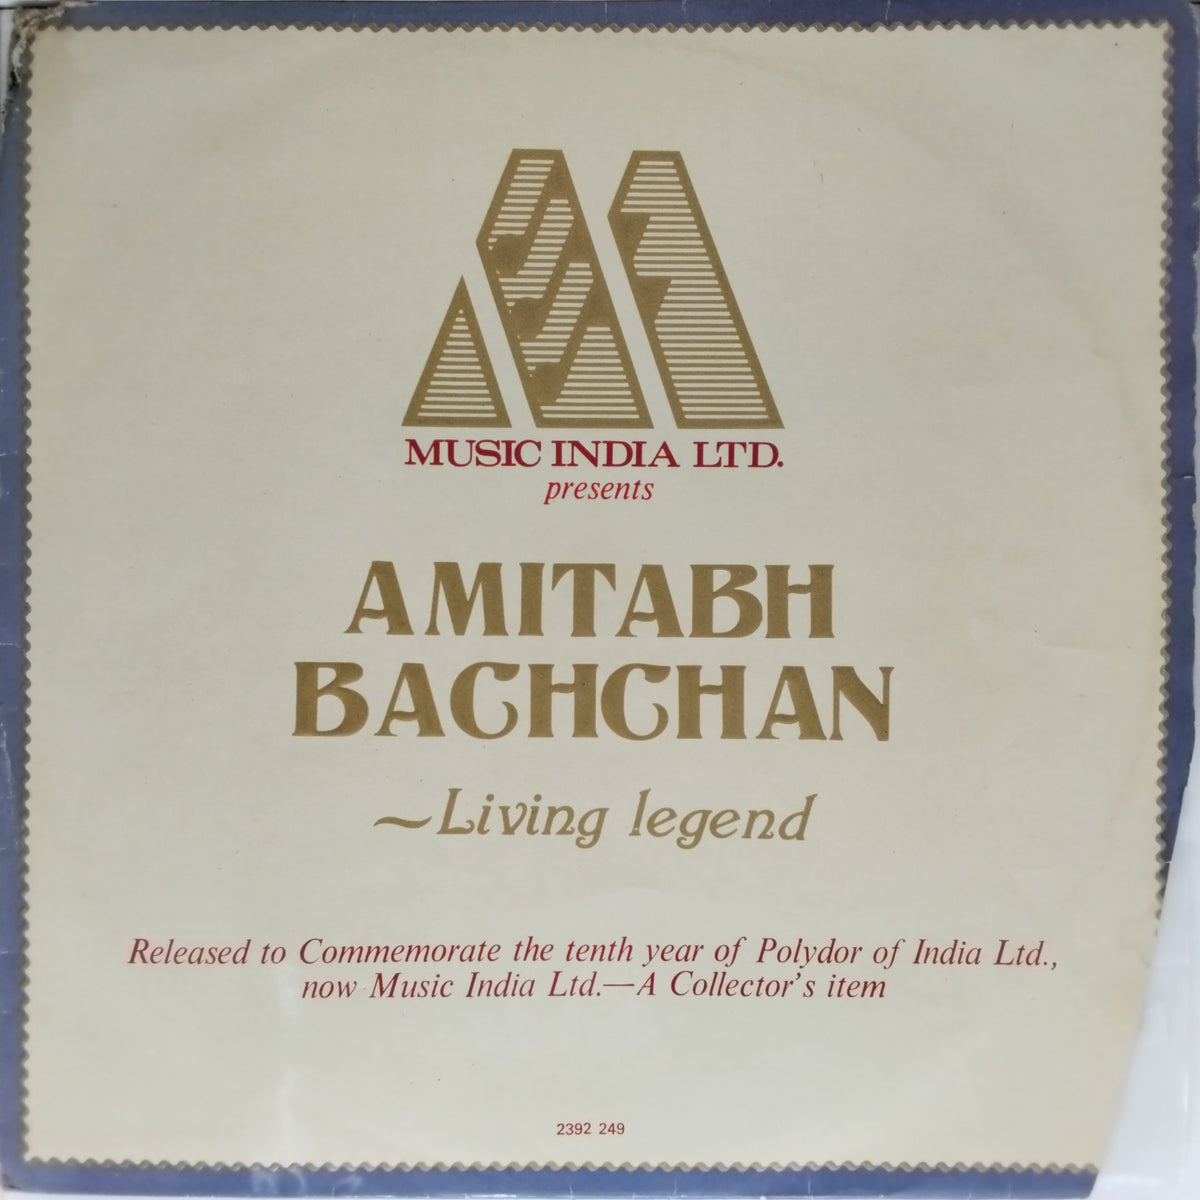 MUSIC INDIA LTD.
presents
AMITABH
BACHCHAN
~Living legend
Released to Commemorate the tenth year of Polydor of India Ltd.,
now Music India Ltd.—A Collector's item
2392 249